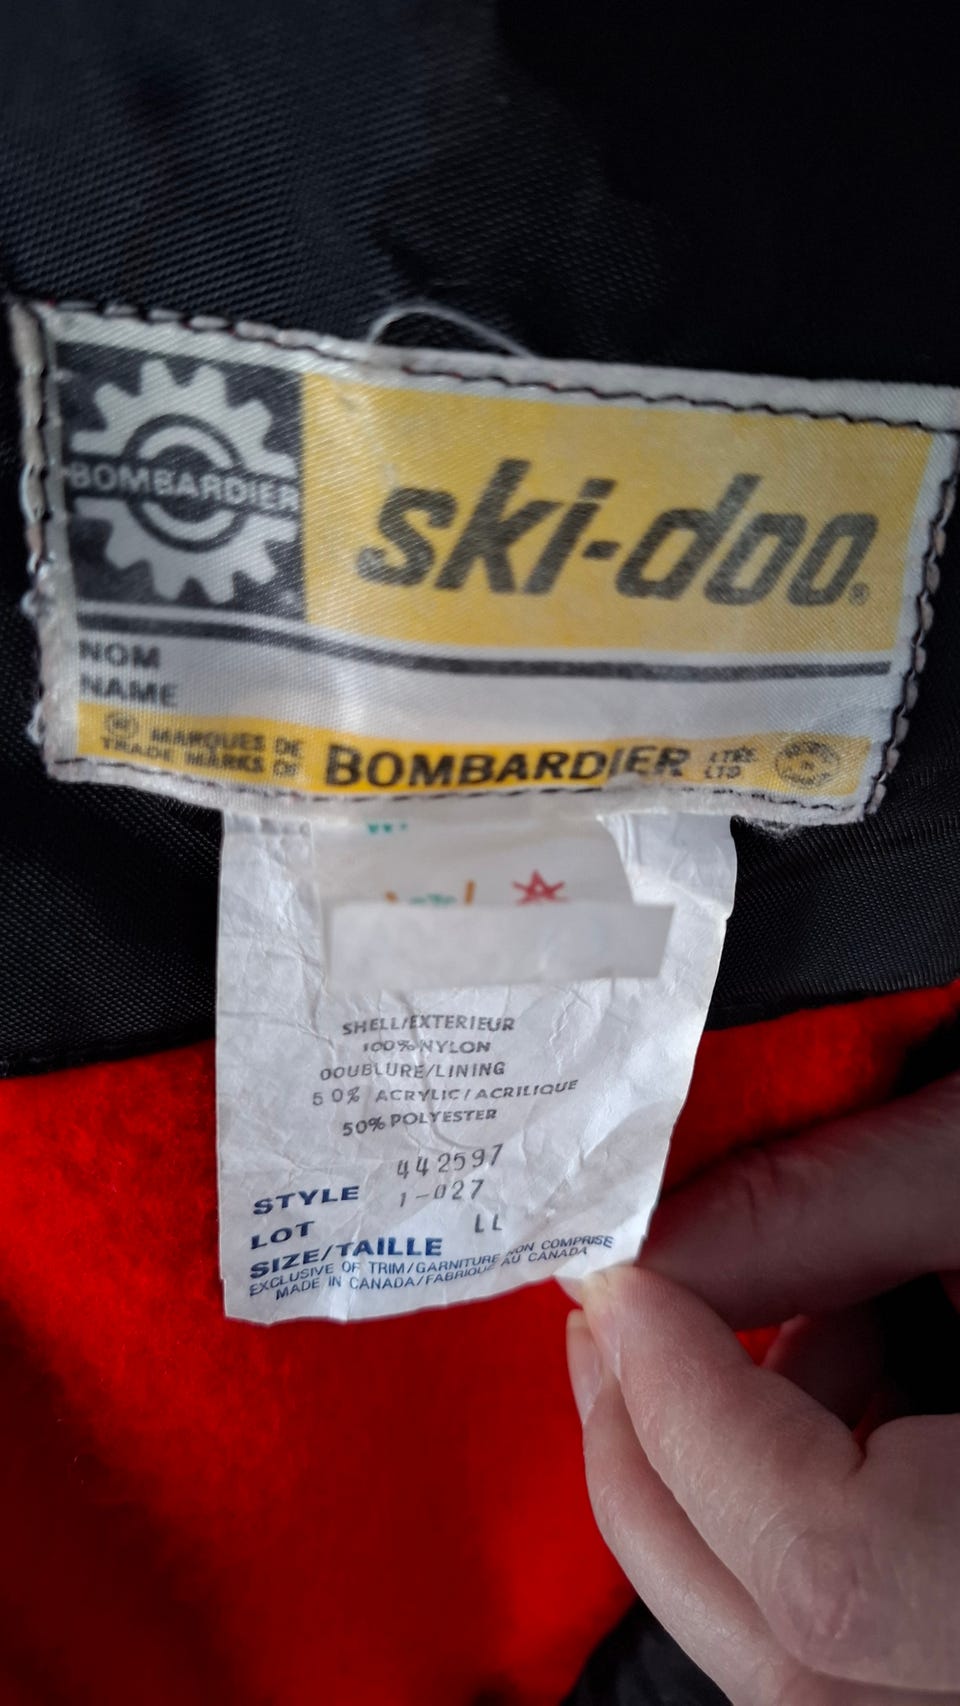 BOMBARDIER
ski-doo®
NOM
NAME
MARQUES DE
TRADE MARKS OF
BOMBARDIER
LTÉE
LTD
SHELL/EXTERIEUR
100% NYLON
DOUBLURE/LINING
50% ACRYLIC/ACRILIQUE
50% POLYESTER
442597
STYLE 1-027
LOT LL
SIZE/TAILLE
EXCLUSIVE OF TRIM/GARNITURE NON COMPRISE
MADE IN CANADA/FABRIQUE AU CANADA